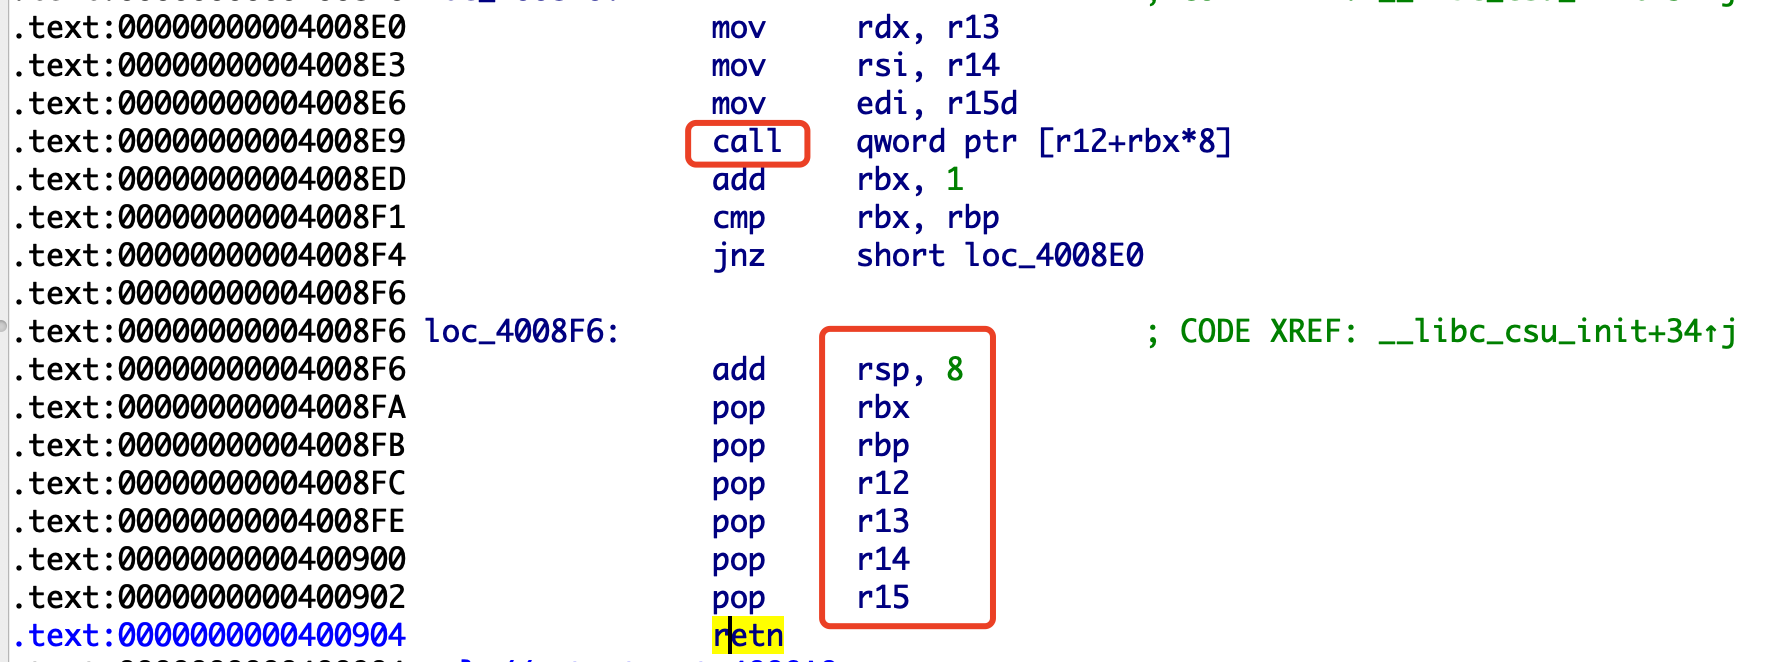 .text:00000000004008E0 mov rdx, r13
.text:00000000004008E3 mov rsi, r14
.text:00000000004008E6 mov edi, r15d
.text:00000000004008E9 call qword ptr [r12+rbx*8]
.text:00000000004008ED add rbx, 1
.text:00000000004008F1 cmp rbx, rbp
.text:00000000004008F4 jnz short loc_4008E0
.text:00000000004008F6
.text:00000000004008F6 loc_4008F6: ; CODE XREF: __libc_csu_init+34↑j
.text:00000000004008F6 add rsp, 8
.text:00000000004008FA pop rbx
.text:00000000004008FB pop rbp
.text:00000000004008FC pop r12
.text:00000000004008FE pop r13
.text:0000000000400900 pop r14
.text:0000000000400902 pop r15
.text:0000000000400904 retn